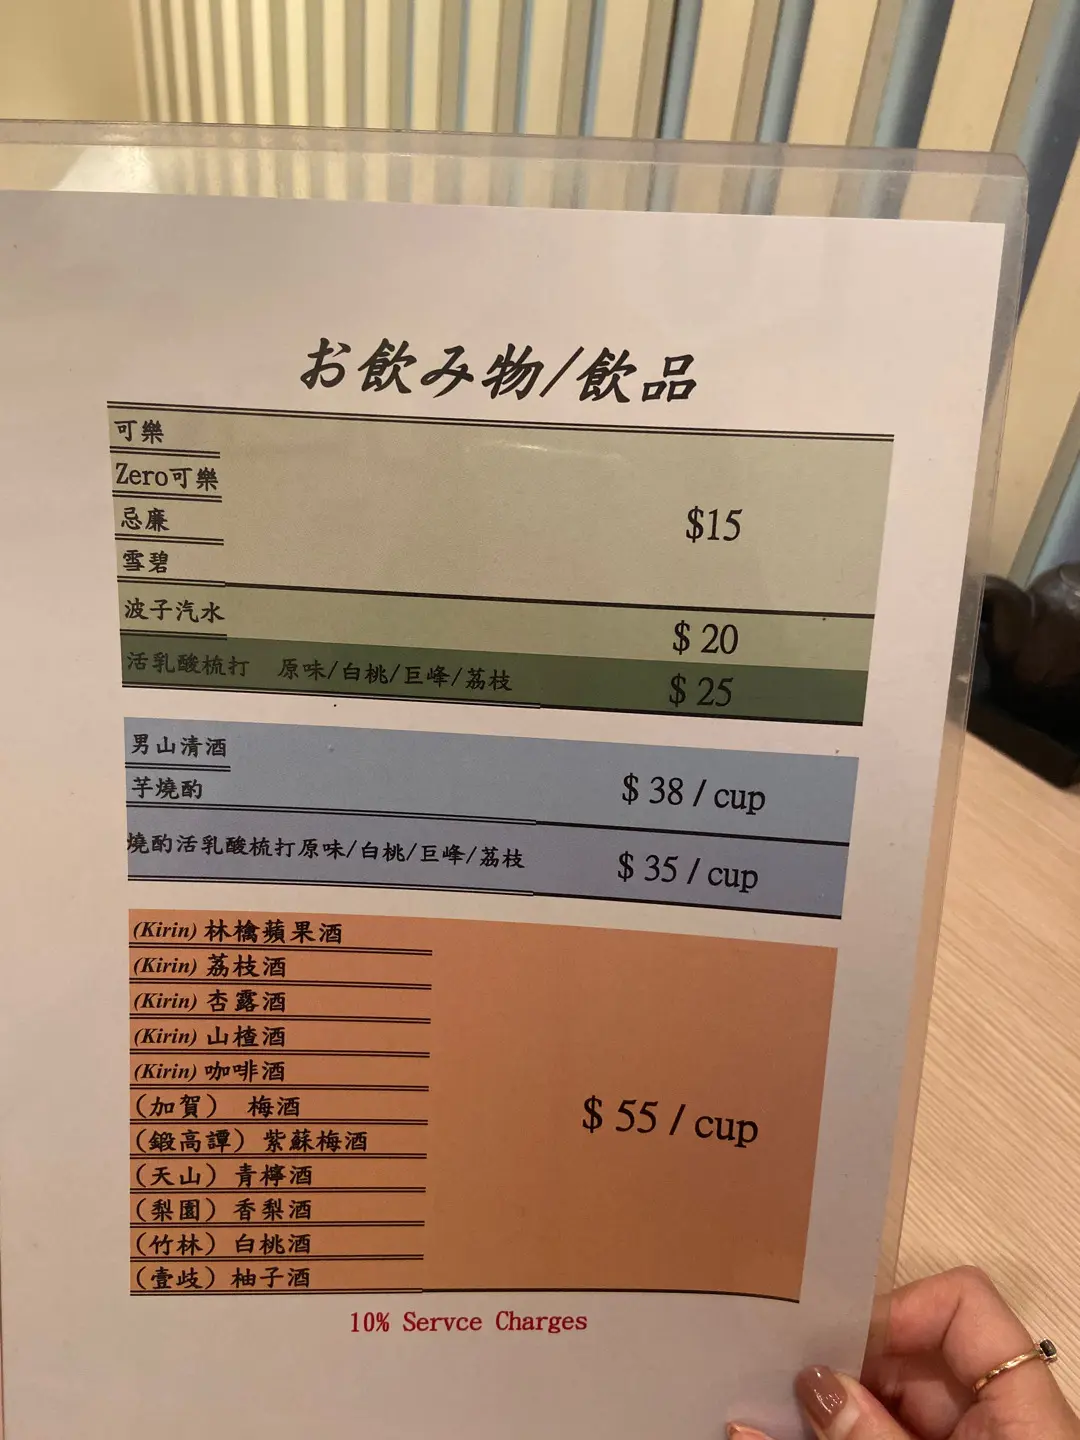 お飲み物/飲品
可樂
Zero可樂
忌廉
雪碧
$15
波子汽水 $ 20
活乳酸梳打 原味/白桃/巨峰/荔枝 $ 25
男山清酒
芋燒酌
$ 38 / cup
燒酌活乳酸梳打原味/白桃/巨峰/荔枝 $ 35 / cup
(Kirin) 林檎蘋果酒
(Kirin) 荔枝酒
(Kirin) 杏露酒
(Kirin) 山楂酒
(Kirin) 咖啡酒
（加賀） 梅酒
（鍛高譚）紫蘇梅酒
（天山）青檸酒
（梨園）香梨酒
（竹林）白桃酒
（壹歧）柚子酒
$ 55 / cup
10% Servce Charges